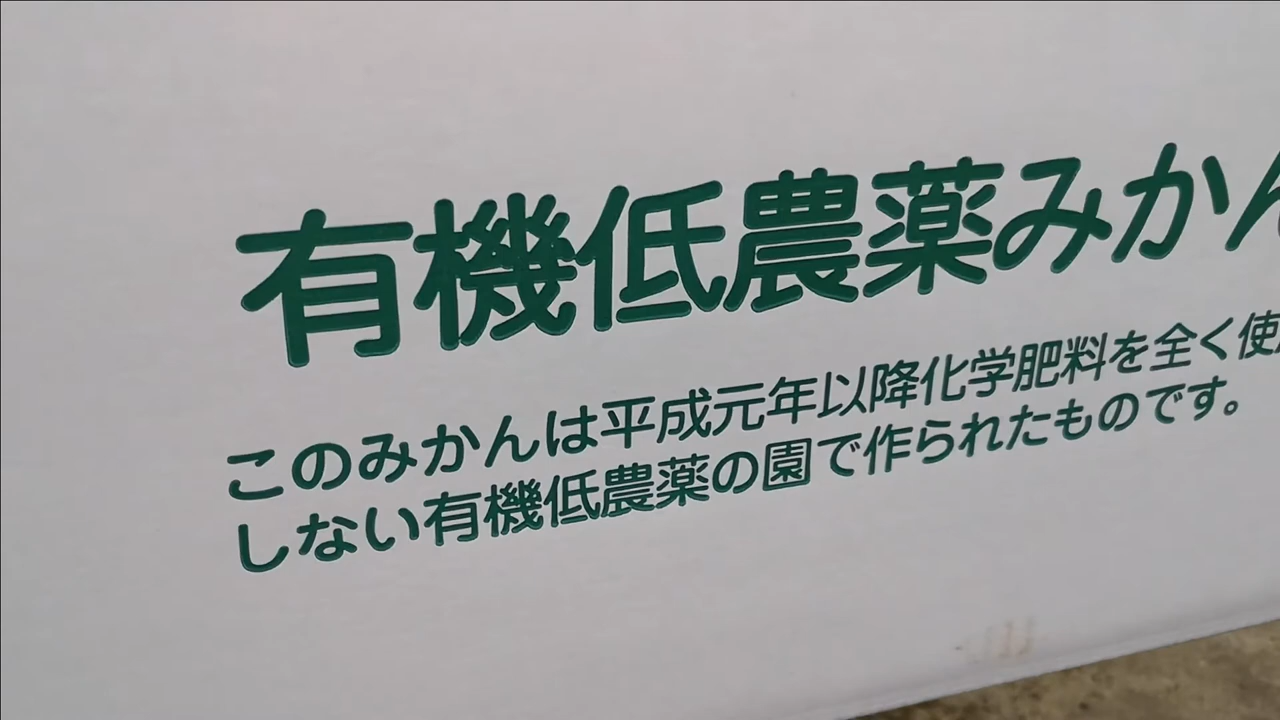 有機低農薬みかん
このみかんは平成元年以降化学肥料を全く使
しない有機低農薬の園で作られたものです。